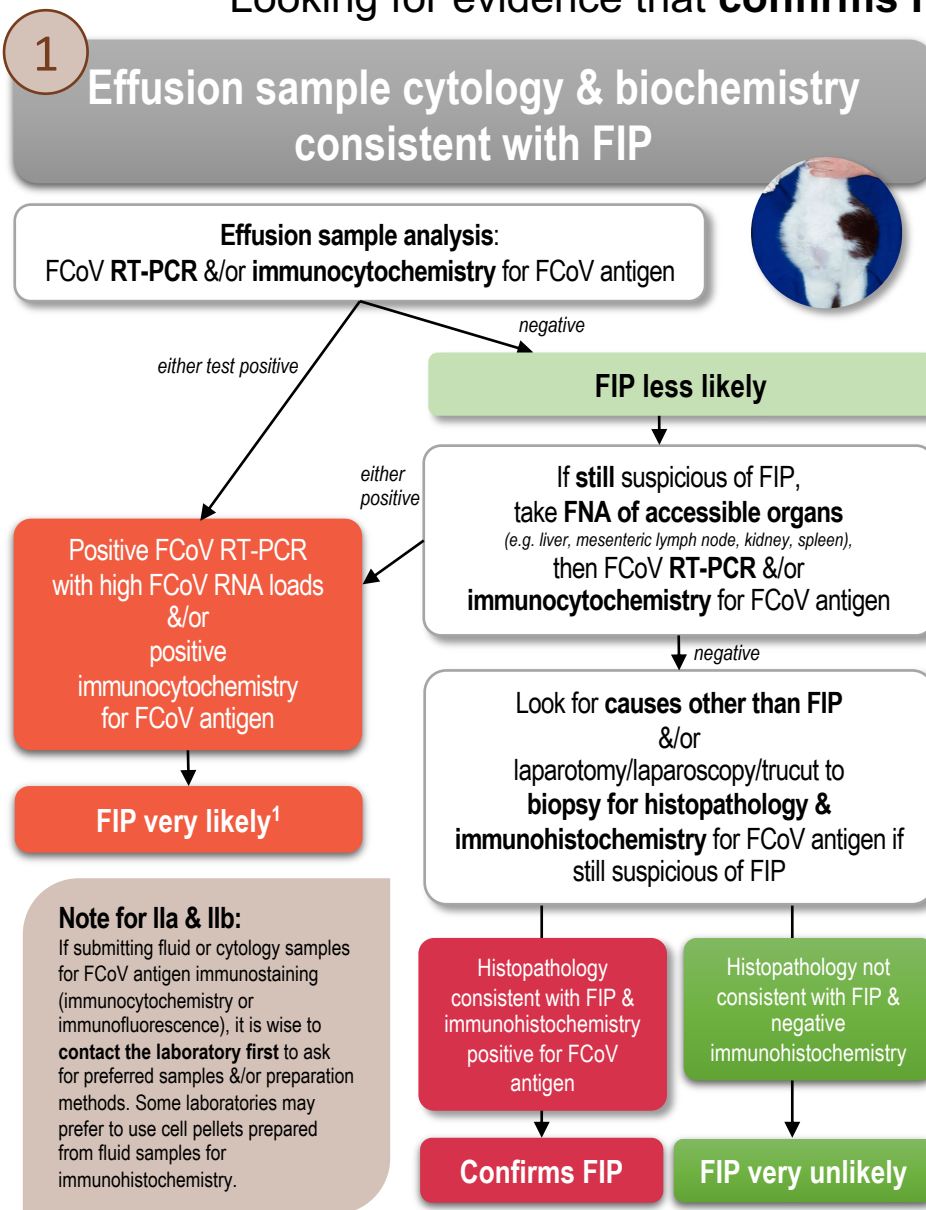 Looking for evidence that confirms
1
Effusion sample cytology & biochemistry
consistent with FIP
Effusion sample analysis:
FCoV RT-PCR &/or immunocytochemistry for FCoV antigen
negative
either test positive
FIP less likely
either
positive
If still suspicious of FIP,
take FNA of accessible organs
(e.g. liver, mesenteric lymph node, kidney, spleen),
then FCoV RT-PCR &/or
immunocytochemistry for FCoV antigen
Positive FCoV RT-PCR
with high FCoV RNA loads
&/or
positive
immunocytochemistry
for FCoV antigen
negative
Look for causes other than FIP
&/or
laparotomy/laparoscopy/trucut to
biopsy for histopathology &
immunohistochemistry for FCoV antigen if
still suspicious of FIP
FIP very likely¹
Note for IIa & IIb:
If submitting fluid or cytology samples
for FCoV antigen immunostaining
(immunocytochemistry or
immunofluorescence), it is wise to
contact the laboratory first to ask
for preferred samples &/or preparation
methods. Some laboratories may
prefer to use cell pellets prepared
from fluid samples for
immunohistochemistry.
Histopathology
consistent with FIP &
immunohistochemistry
positive for FCoV
antigen
Histopathology not
consistent with FIP &
negative
immunohistochemistry
Confirms FIP
FIP very unlikely